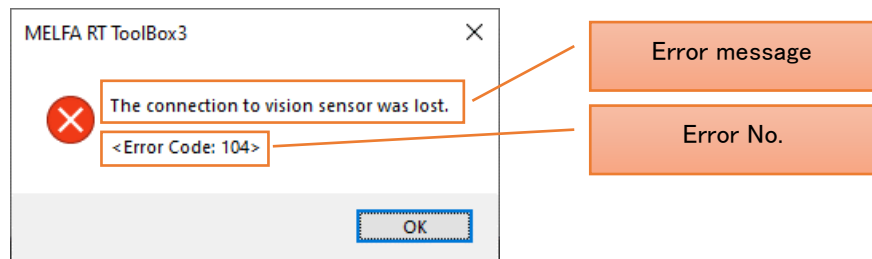 MELFA RT ToolBox3
The connection to vision sensor was lost.
<Error Code: 104>
OK
Error message
Error No.